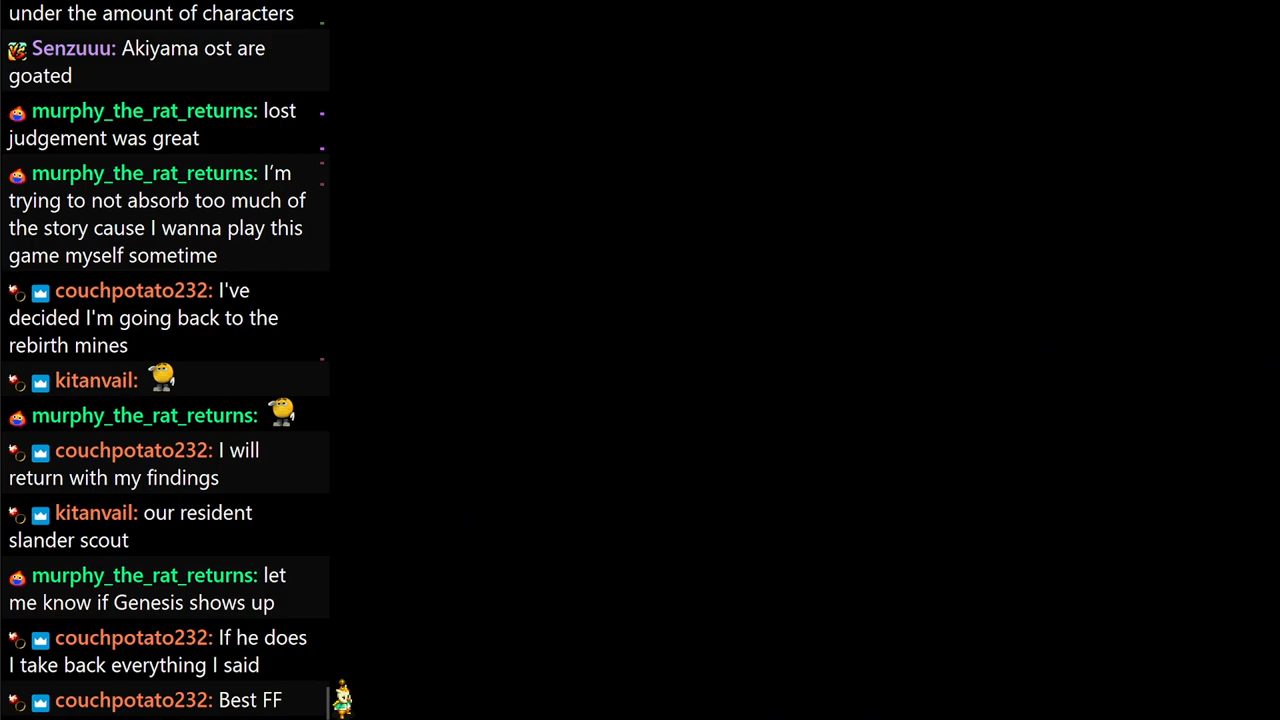 under the amount of characters
Senzuuu: Akiyama ost are
goated
murphy_the_rat_returns: lost
judgement was great
murphy_the_rat_returns: I’m
trying to not absorb too much of
the story cause I wanna play this
game myself sometime
couchpotato232: I've
decided I'm going back to the
rebirth mines
kitanvail:
murphy_the_rat_returns:
couchpotato232: I will
return with my findings
kitanvail: our resident
slander scout
murphy_the_rat_returns: let
me know if Genesis shows up
couchpotato232: If he does
I take back everything I said
couchpotato232: Best FF